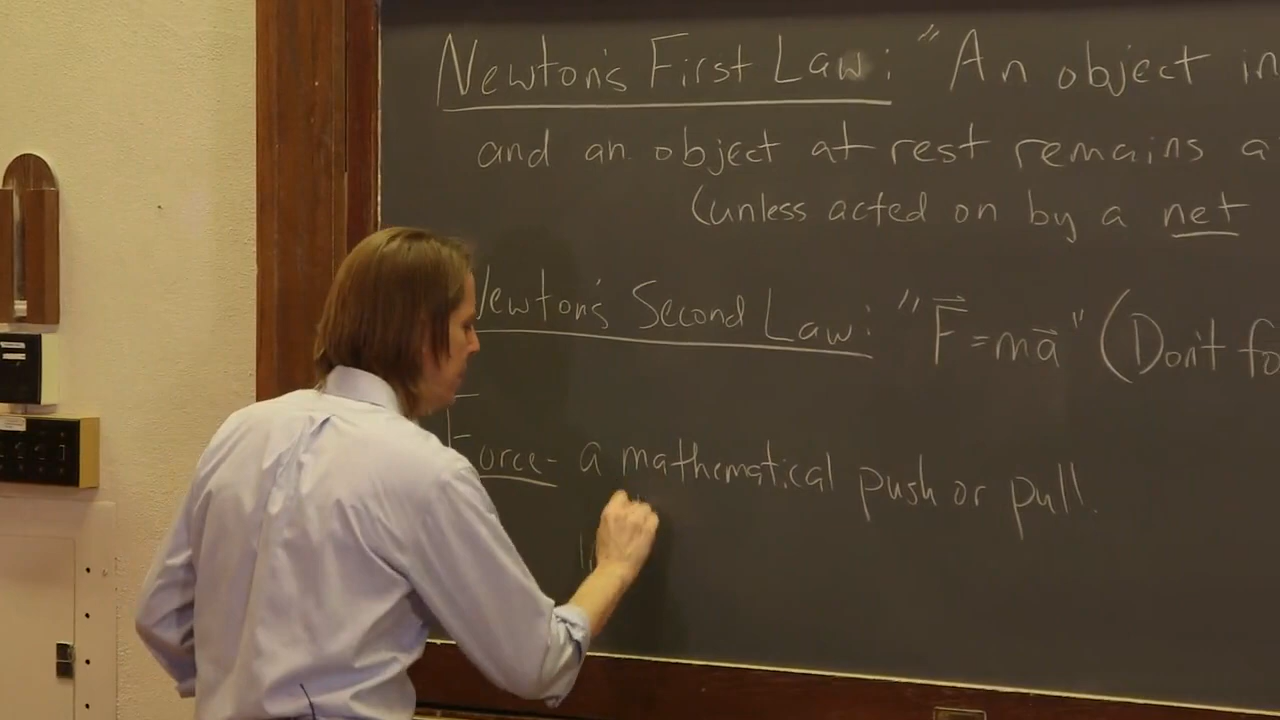 Newton's First Law: "An object in
and an object at rest remains a
(unless acted on by a net
Newton's Second Law: "F⃗=ma⃗" (Don't fo
Force- a mathematical push or pull.